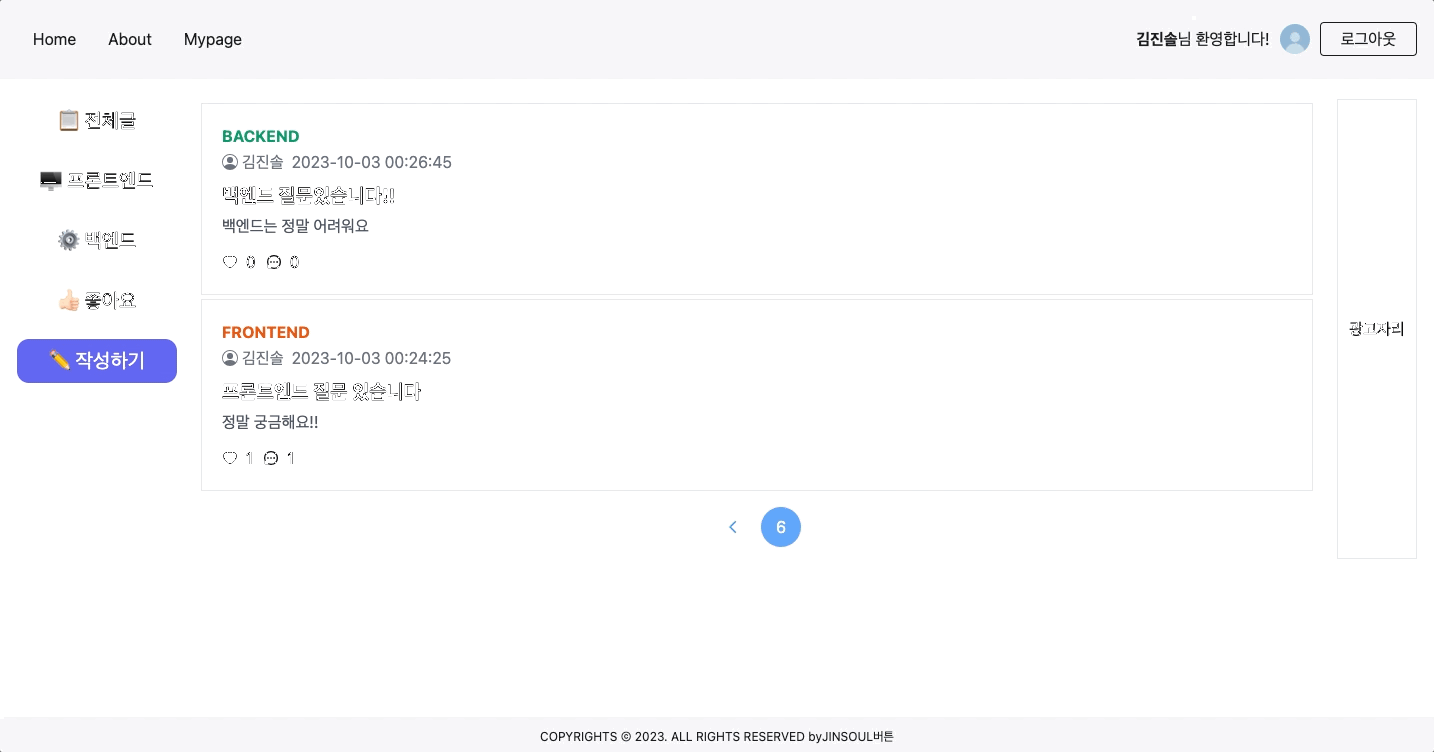 Home About Mypage 김진솔님 환영합니다! 로그아웃
전체글
프론트엔드
백엔드
좋아요
작성하기
BACKEND
김진솔 2023-10-03 00:26:45
백엔드 질문있습니다!!
백엔드는 정말 어려워요
0 0
FRONTEND
김진솔 2023-10-03 00:24:25
프론트엔드 질문 있습니다
정말 궁금해요!!
1 1
6
광고자리
COPYRIGHTS © 2023. ALL RIGHTS RESERVED byJINSOUL버튼